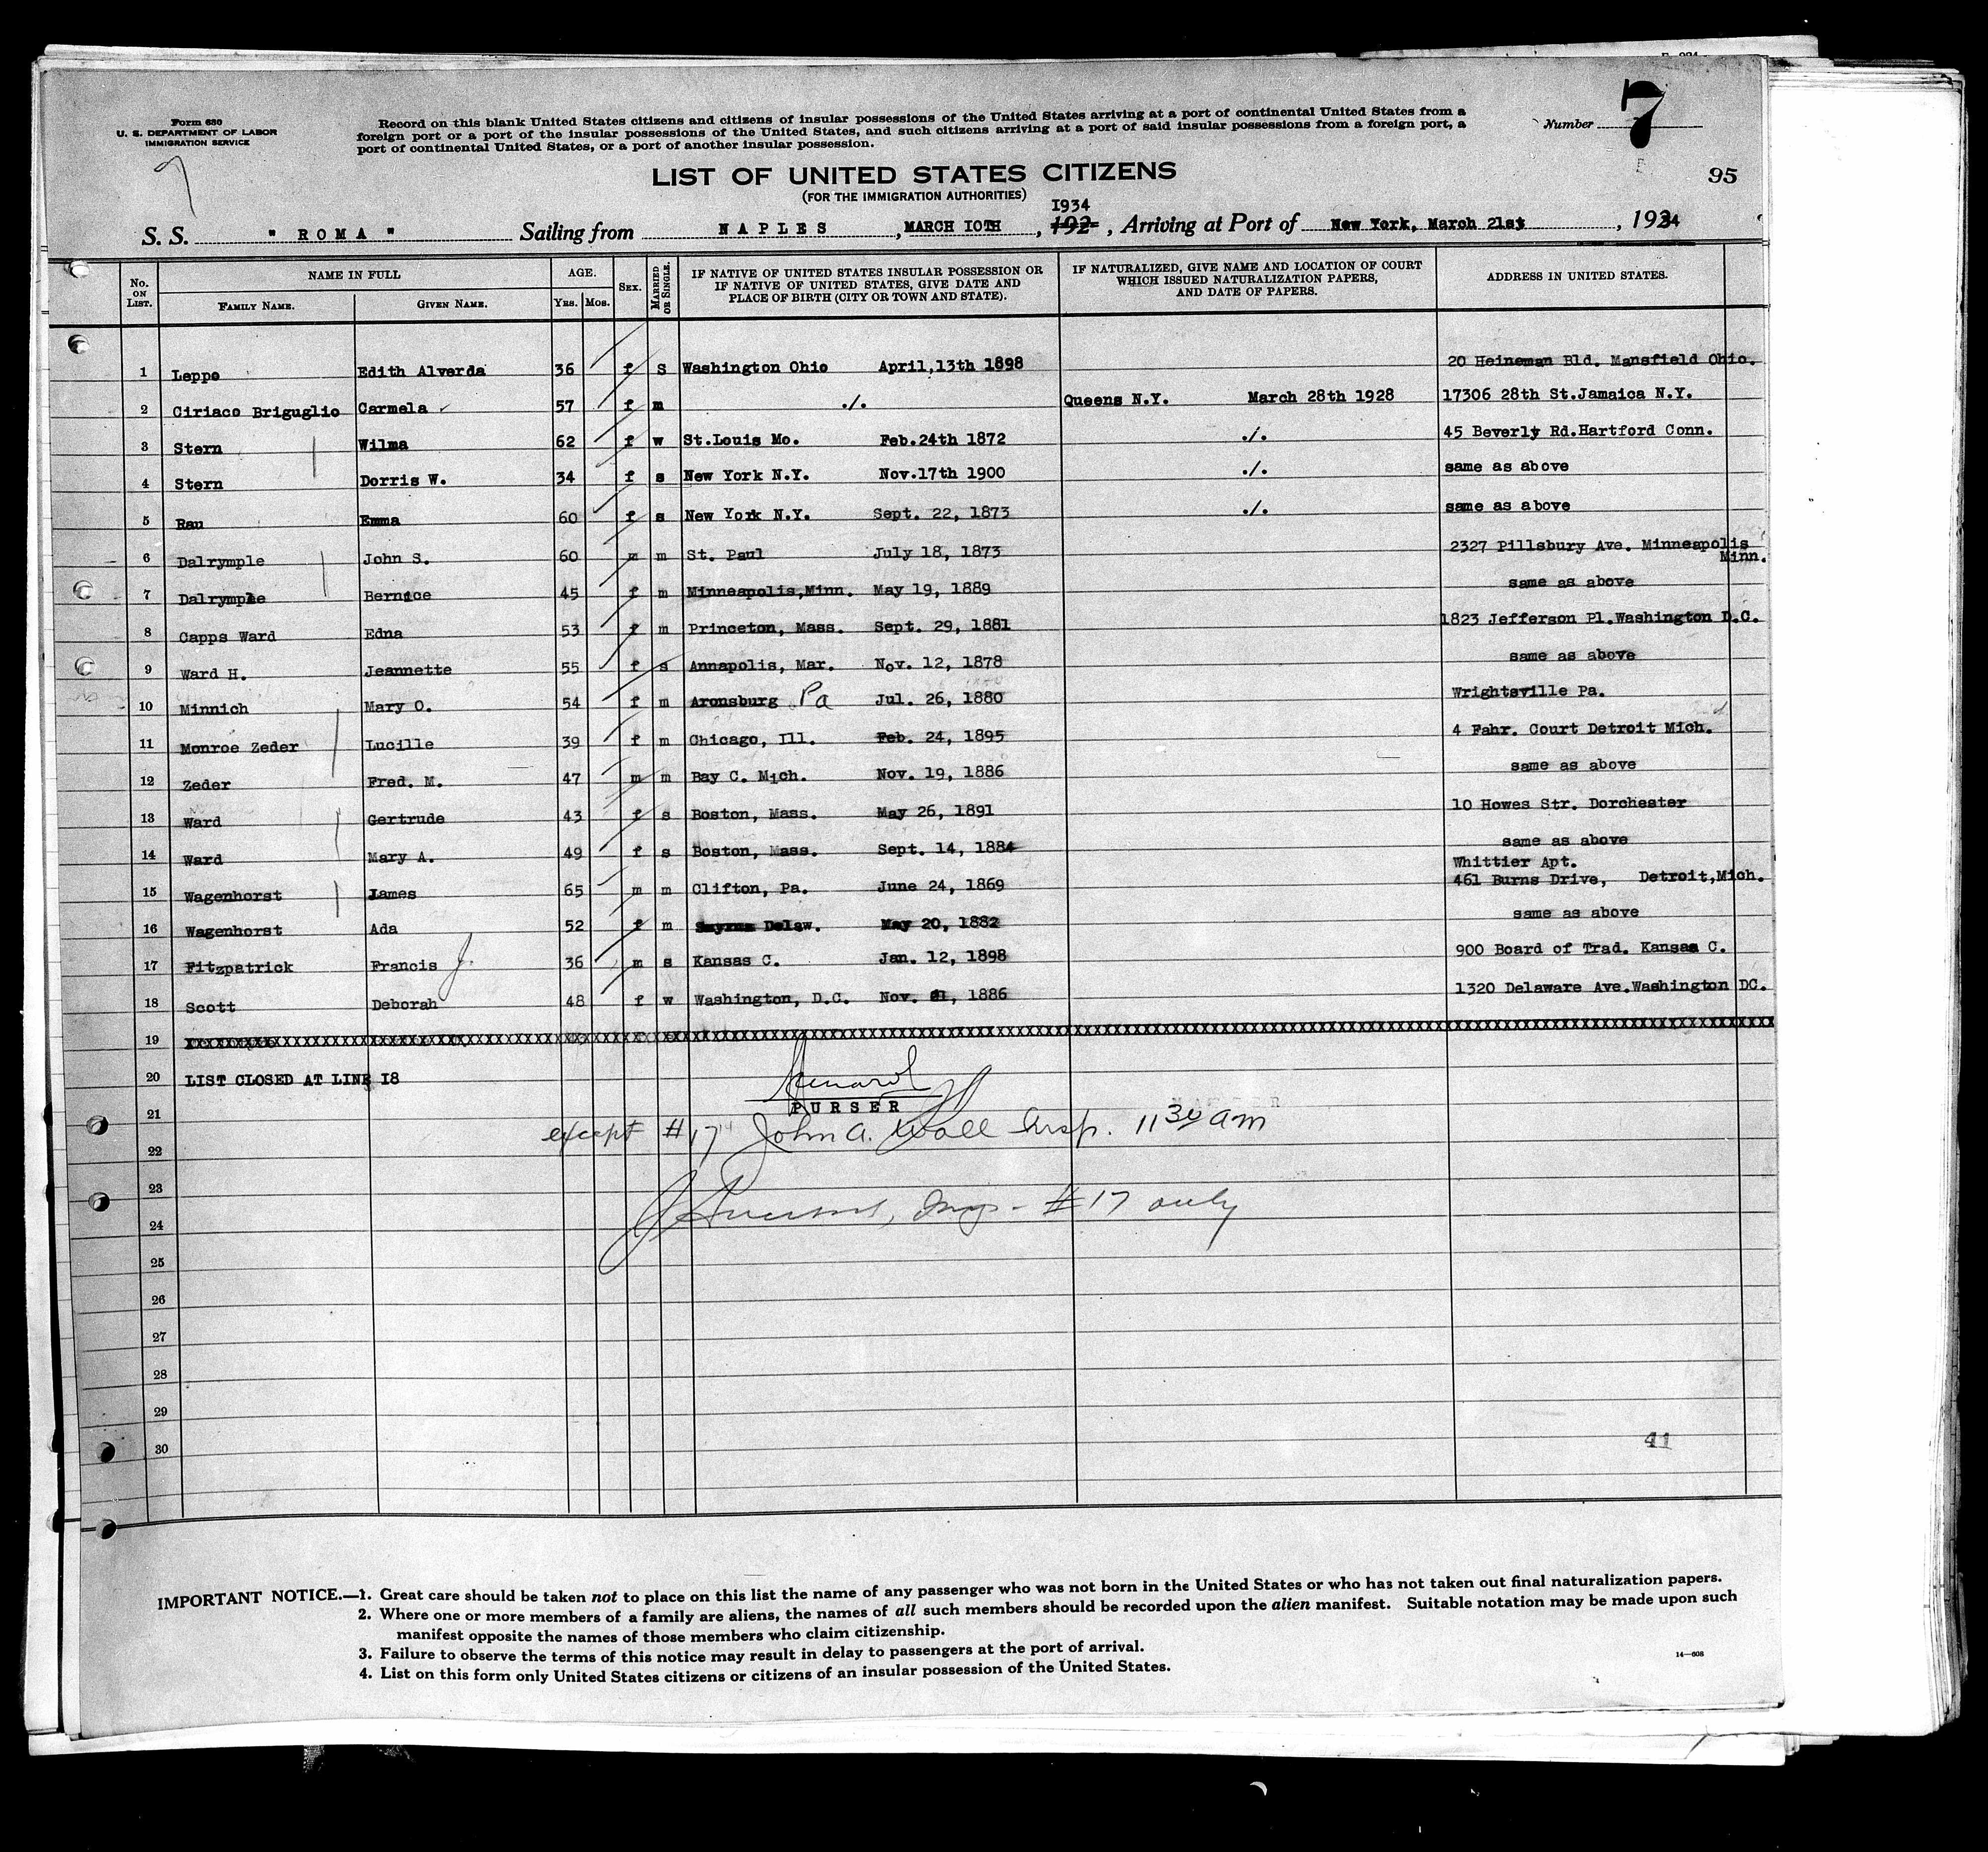 Form 630
U. S. DEPARTMENT OF LABOR
IMMIGRATION SERVICE
Record on this blank United States citizens and citizens of insular possessions of the United States arriving at a port of continental United States from a
foreign port or a port of the insular possessions of the United States, and such citizens arriving at a port of said insular possessions from a foreign port, a
port of continental United States, or a port of another insular possession.
Number 7
7
LIST OF UNITED STATES CITIZENS
95
(FOR THE IMMIGRATION AUTHORITIES)
1934
S. S. " ROMA " Sailing from NAPLES , MARCH IOTH , 192 , Arriving at Port of New York, March 21st , 1934
No. ON LIST. NAME IN FULL AGE. SEX. MARRIED OR SINGLE. IF NATIVE OF UNITED STATES INSULAR POSSESSION OR IF NATIVE OF UNITED STATES, GIVE DATE AND PLACE OF BIRTH (CITY OR TOWN AND STATE). IF NATURALIZED, GIVE NAME AND LOCATION OF COURT WHICH ISSUED NATURALIZATION PAPERS, AND DATE OF PAPERS. ADDRESS IN UNITED STATES.
FAMILY NAME. GIVEN NAME. YRS. MOS.
1 Leppo Edith Alverda 36 f S Washington Ohio April,13th 1898 20 Heineman Bld. Mansfield Ohio.
2 Ciriaco Briguglio Carmela 57 f m ./. Queens N.Y. March 28th 1928 17306 28th St.Jamaica N.Y.
3 Stern Wilma 62 f w St.Louis Mo. Feb.24th 1872 ./. 45 Beverly Rd.Hartford Conn.
4 Stern Dorris W. 34 f s New York N.Y. Nov.17th 1900 ./. same as above
5 Rau Emma 60 f s New York N.Y. Sept. 22, 1873 ./. same as above
6 Dalrymple John S. 60 m m St. Paul July 18, 1873 2327 Pillsbury Ave. Minneapolis
Minn.
7 Dalrymple Bernice 45 f m Minneapolis,Minn. May 19, 1889 same as above
8 Capps Ward Edna 53 f m Princeton, Mass. Sept. 29, 1881 1823 Jefferson Pl.Washington D.C.
9 Ward H. Jeannette 55 f s Annapolis, Mar. Nov. 12, 1878 same as above
10 Minnich Mary O. 54 f m Aronsburg Pa Jul. 26, 1880 Wrightsville Pa.
11 Monroe Zeder Lucille 39 f m Chicago, Ill. Feb. 24, 1895 4 Fahr. Court Detroit Mich.
12 Zeder Fred. M. 47 m m Bay C. Mich. Nov. 19, 1886 same as above
13 Ward Gertrude 43 f s Boston, Mass. May 26, 1891 10 Howes Str. Dorchester
14 Ward Mary A. 49 f s Boston, Mass. Sept. 14, 1884 same as above
Whittier Apt.
15 Wagenhorst James 65 m m Clifton, Pa. June 24, 1869 461 Burns Drive, Detroit,Mich.
16 Wagenhorst Ada 52 f m Smyrna Delaw. May 20, 1882 same as above
17 Fitzpatrick Francis J. 36 m s Kansas C. Jan. 12, 1898 900 Board of Trad. Kansas C.
18 Scott Deborah 48 f w Washington, D.C. Nov. 21, 1886 1320 Delaware Ave.Washington DC.
19
20 LIST CLOSED AT LINE I8
PURSER
21
except #17 John A. Wall Insp. 11 30 am
22
23
#17 only
24
25
26
27
28
29
30
41
IMPORTANT NOTICE.—1. Great care should be taken not to place on this list the name of any passenger who was not born in the United States or who has not taken out final naturalization papers.
2. Where one or more members of a family are aliens, the names of all such members should be recorded upon the alien manifest. Suitable notation may be made upon such
manifest opposite the names of those members who claim citizenship.
3. Failure to observe the terms of this notice may result in delay to passengers at the port of arrival.
4. List on this form only United States citizens or citizens of an insular possession of the United States.
14—608